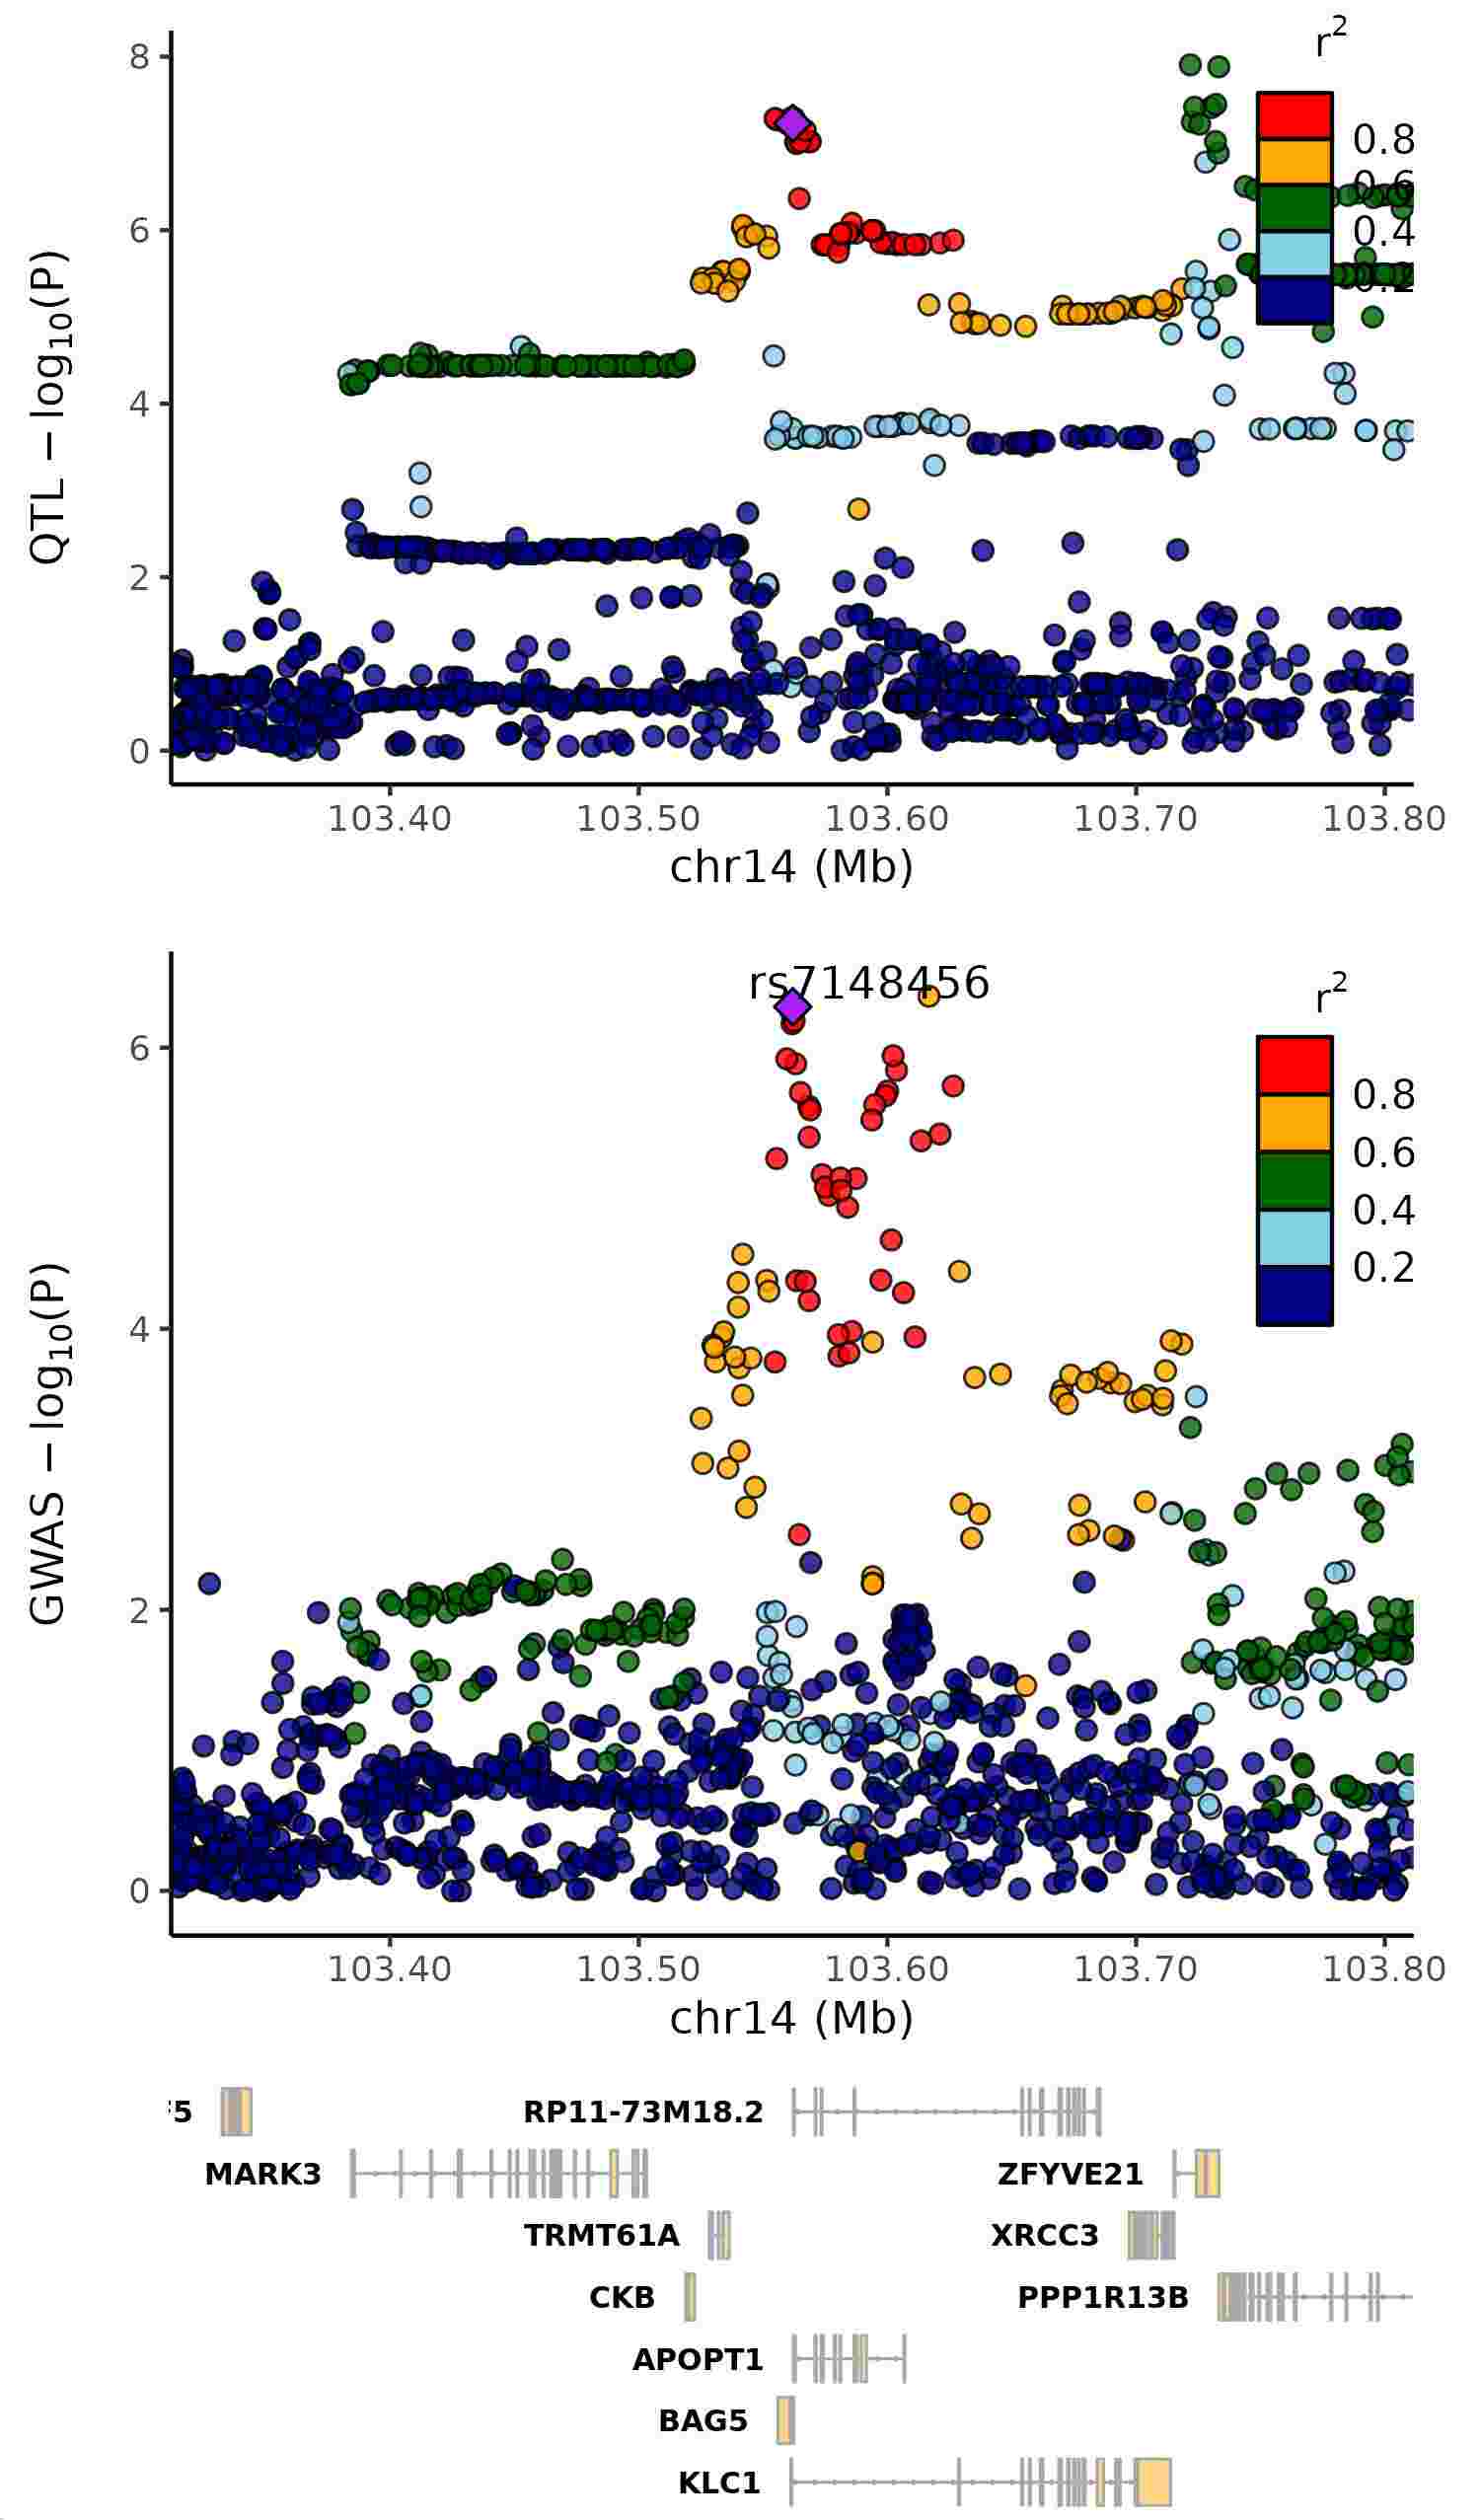 r2
8
6
4
2
0
0.8
0.6
0.4
0.2
QTL −log10(P)
103.40 103.50 103.60 103.70 103.80
chr14 (Mb)
rs7148456
r2
6
4
2
0
0.8
0.6
0.4
0.2
GWAS −log10(P)
103.40 103.50 103.60 103.70 103.80
chr14 (Mb)
5 RP11-73M18.2
MARK3 ZFYVE21
TRMT61A XRCC3
CKB PPP1R13B
APOPT1
BAG5
KLC1